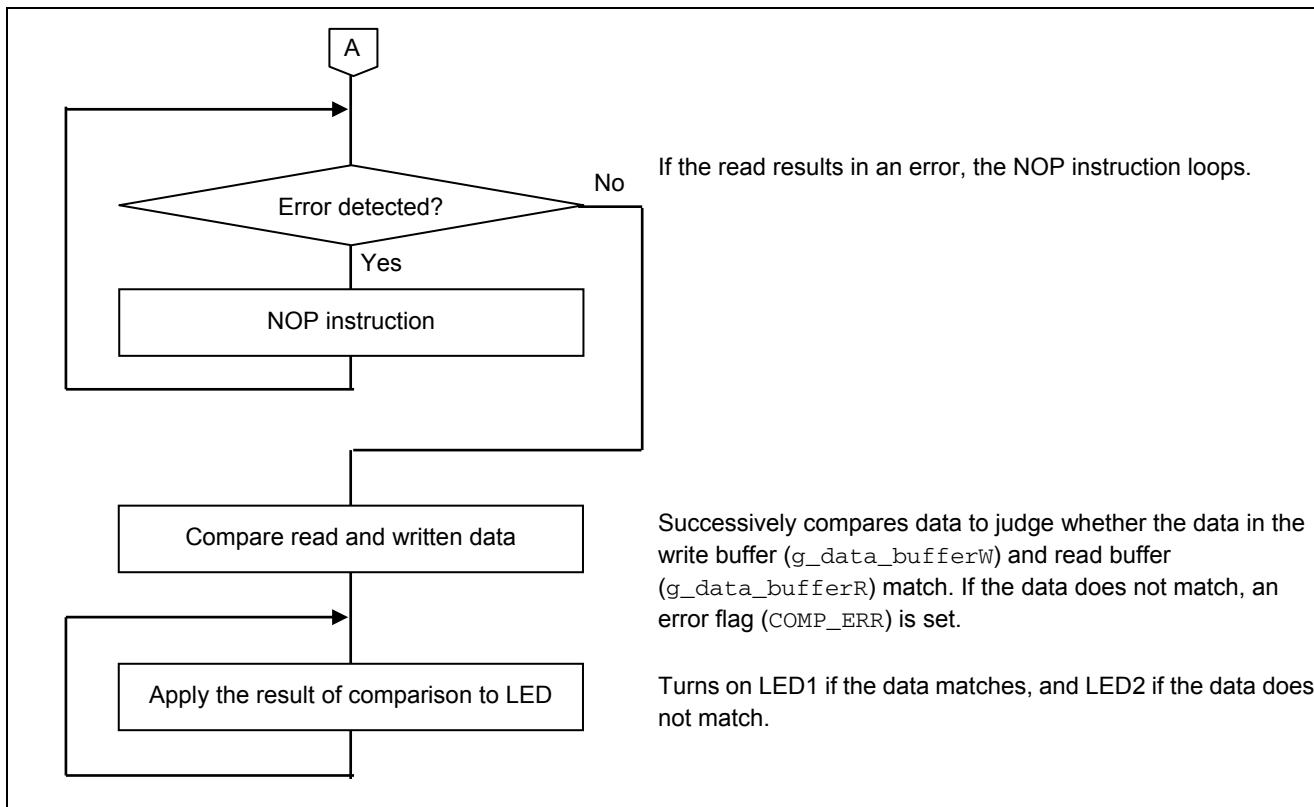 A
If the read results in an error, the NOP instruction loops.
No
Error detected?
Yes
NOP instruction
Compare read and written data
Successively compares data to judge whether the data in the
write buffer (g_data_bufferW) and read buffer
(g_data_bufferR) match. If the data does not match, an
error flag (COMP_ERR) is set.
Apply the result of comparison to LED
Turns on LED1 if the data matches, and LED2 if the data does
not match.